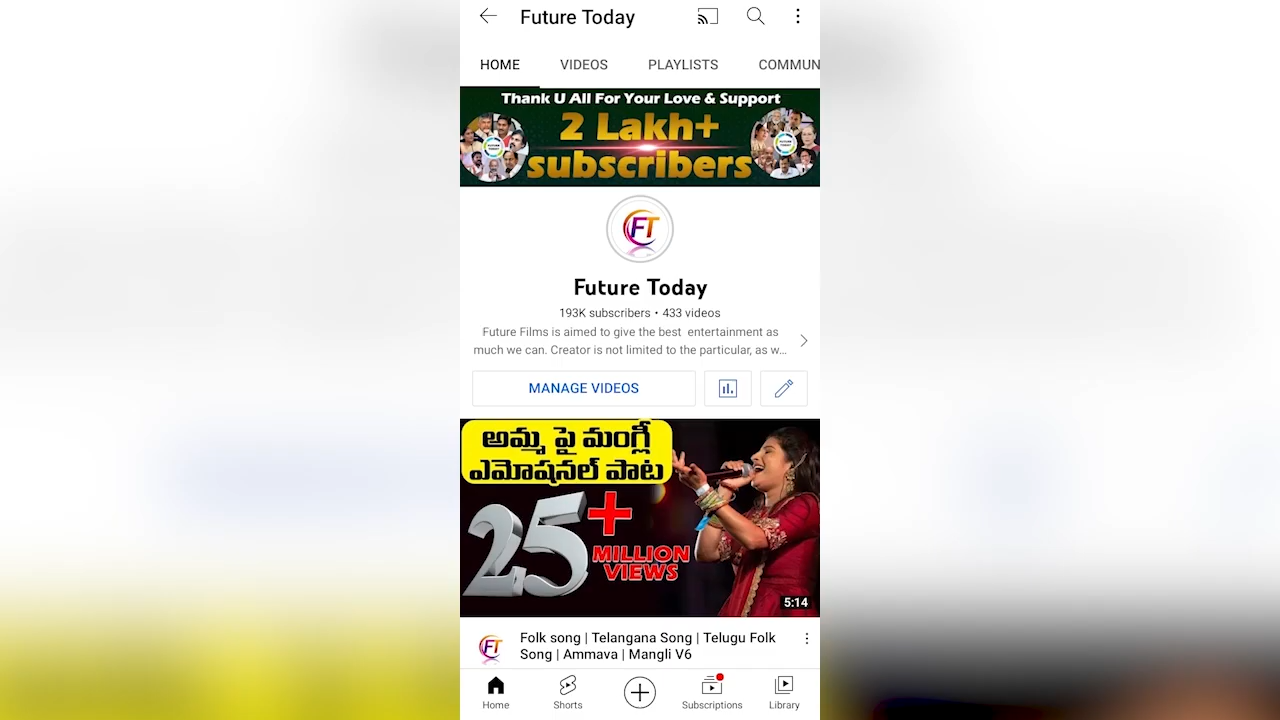 Future Today
HOME VIDEOS PLAYLISTS COMMUN
Thank U All For Your Love & Support
2 Lakh+
subscribers
FT
Future Today
193K subscribers • 433 videos
Future Films is aimed to give the best entertainment as
much we can. Creator is not limited to the particular, as w...
MANAGE VIDEOS
అమ్మ పై మంగ్లీ
ఎమోషనల్ పాట
25+
MILLION
VIEWS
5:14
FT
Folk song | Telangana Song | Telugu Folk
Song | Ammava | Mangli V6
Home Shorts Subscriptions Library